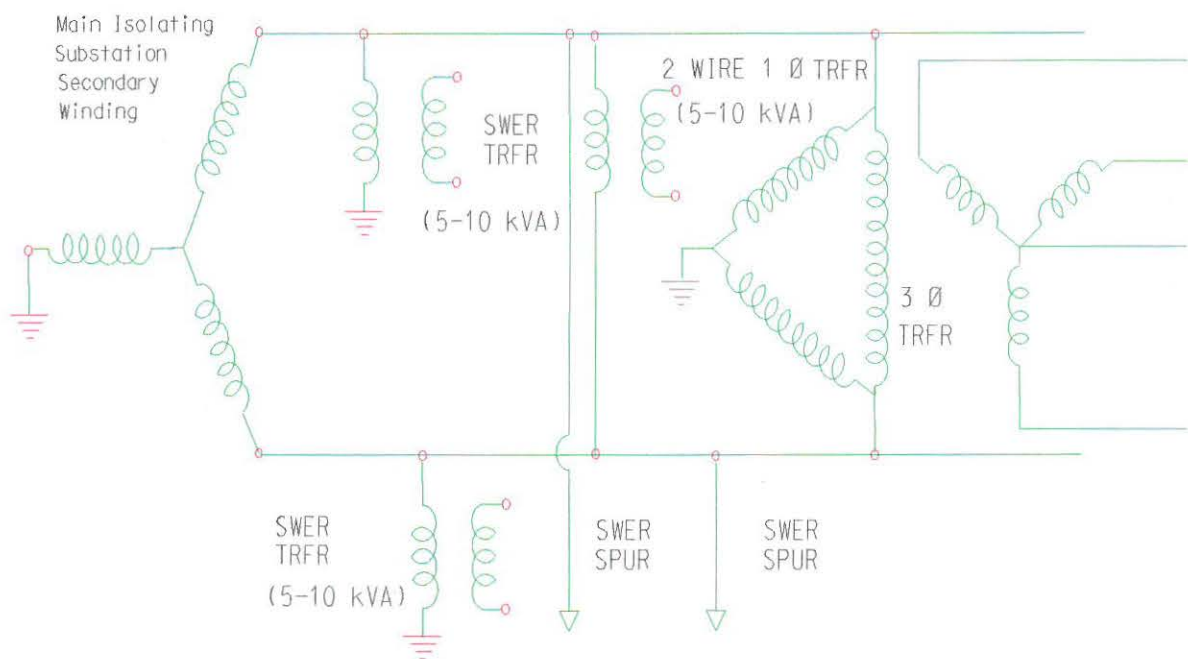 Main Isolating
Substation
Secondary
Winding
SWER
TRFR
(5-10 kVA)
2 WIRE 1 Ø TRFR
(5-10 kVA)
3 Ø
TRFR
SWER
TRFR
(5-10 kVA)
SWER
SPUR
SWER
SPUR